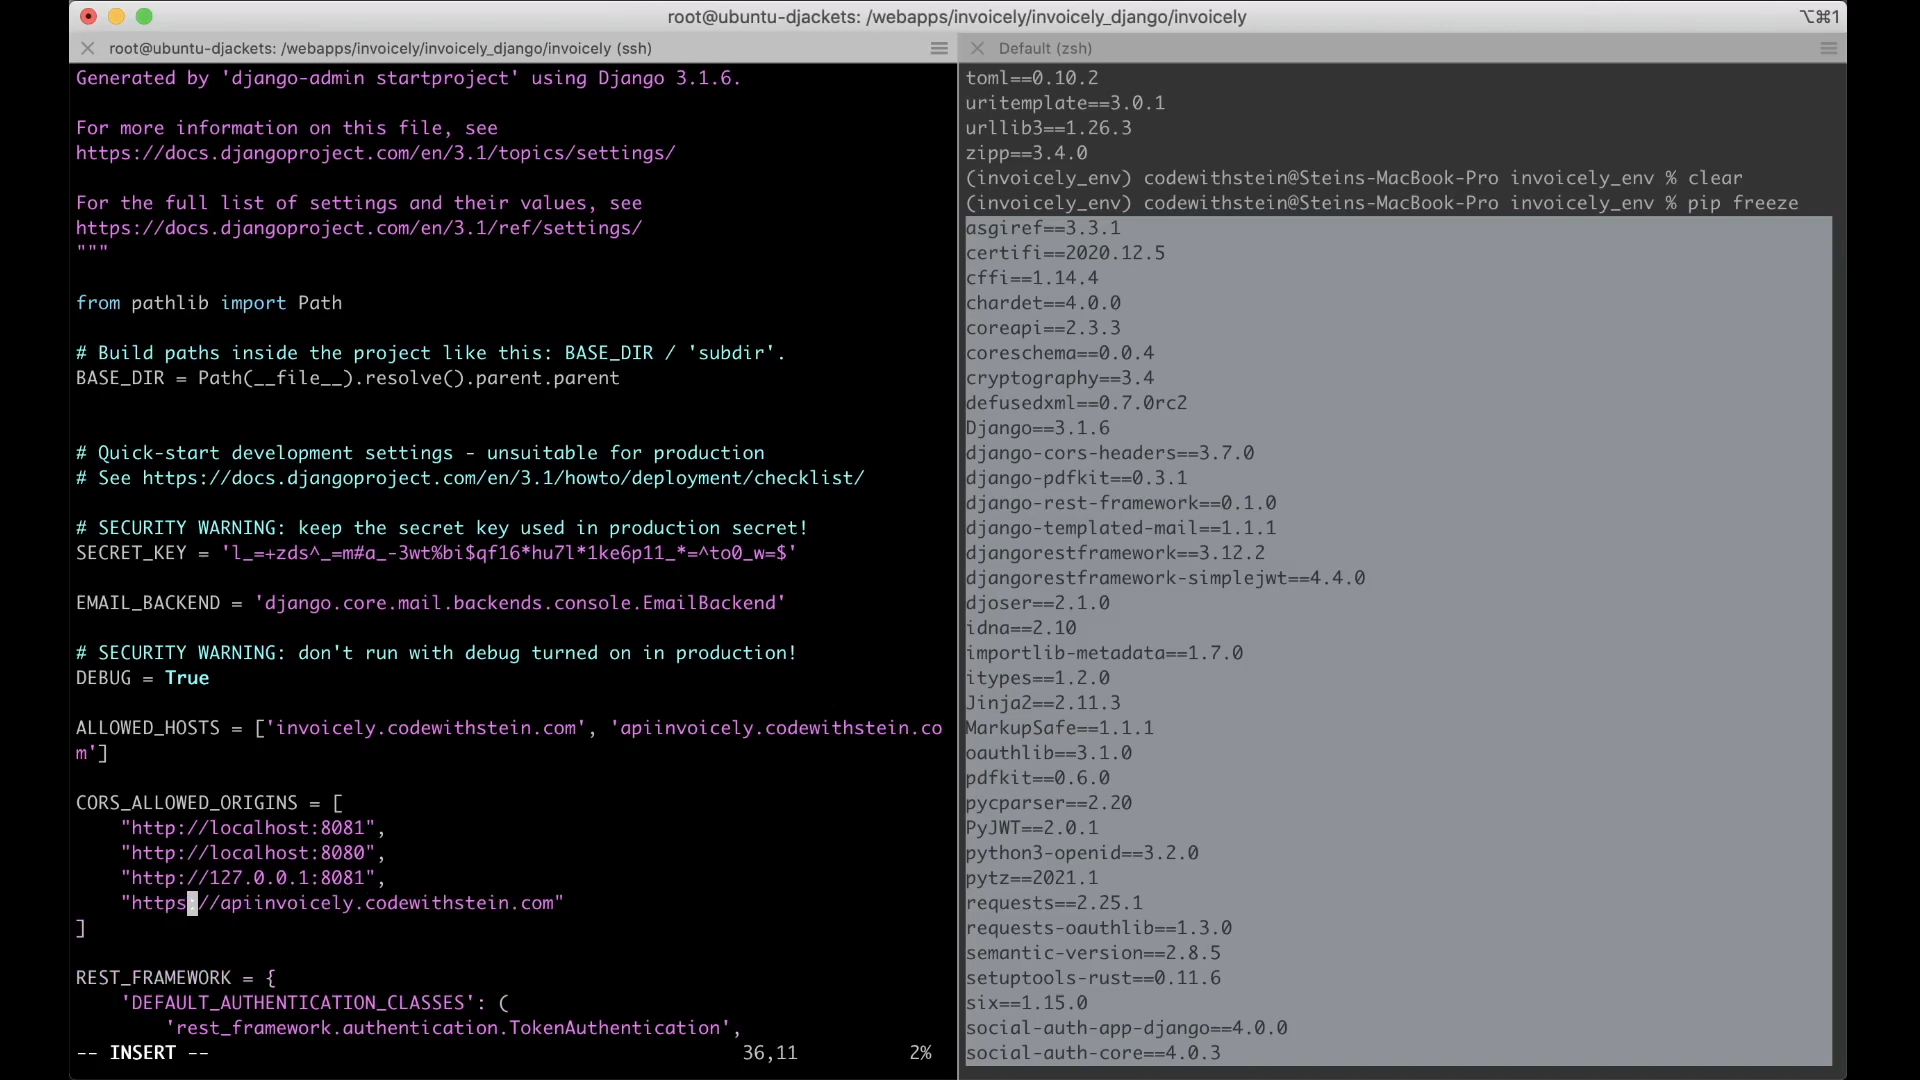 root@ubuntu-djackets: /webapps/invoicely/invoicely_django/invoicely
⌥⌘1
root@ubuntu-djackets: /webapps/invoicely/invoicely_django/invoicely (ssh)
Generated by 'django-admin startproject' using Django 3.1.6.
For more information on this file, see
https://docs.djangoproject.com/en/3.1/topics/settings/
For the full list of settings and their values, see
https://docs.djangoproject.com/en/3.1/ref/settings/
"""
from pathlib import Path
# Build paths inside the project like this: BASE_DIR / 'subdir'.
BASE_DIR = Path(__file__).resolve().parent.parent
# Quick-start development settings - unsuitable for production
# See https://docs.djangoproject.com/en/3.1/howto/deployment/checklist/
# SECURITY WARNING: keep the secret key used in production secret!
SECRET_KEY = 'l_=+zds^_=m#a_-3wt%bi$qf16*hu7l*1ke6p11_*=^to0_w=$'
EMAIL_BACKEND = 'django.core.mail.backends.console.EmailBackend'
# SECURITY WARNING: don't run with debug turned on in production!
DEBUG = True
ALLOWED_HOSTS = ['invoicely.codewithstein.com', 'apiinvoicely.codewithstein.co
m']
CORS_ALLOWED_ORIGINS = [
    "http://localhost:8081",
    "http://localhost:8080",
    "http://127.0.0.1:8081",
    "https://apiinvoicely.codewithstein.com"
]
REST_FRAMEWORK = {
    'DEFAULT_AUTHENTICATION_CLASSES': (
        'rest_framework.authentication.TokenAuthentication',
-- INSERT -- 36,11 2%
Default (zsh)
toml==0.10.2
uritemplate==3.0.1
urllib3==1.26.3
zipp==3.4.0
(invoicely_env) codewithstein@Steins-MacBook-Pro invoicely_env % clear
(invoicely_env) codewithstein@Steins-MacBook-Pro invoicely_env % pip freeze
asgiref==3.3.1
certifi==2020.12.5
cffi==1.14.4
chardet==4.0.0
coreapi==2.3.3
coreschema==0.0.4
cryptography==3.4
defusedxml==0.7.0rc2
Django==3.1.6
django-cors-headers==3.7.0
django-pdfkit==0.3.1
django-rest-framework==0.1.0
django-templated-mail==1.1.1
djangorestframework==3.12.2
djangorestframework-simplejwt==4.4.0
djoser==2.1.0
idna==2.10
importlib-metadata==1.7.0
itypes==1.2.0
Jinja2==2.11.3
MarkupSafe==1.1.1
oauthlib==3.1.0
pdfkit==0.6.0
pycparser==2.20
PyJWT==2.0.1
python3-openid==3.2.0
pytz==2021.1
requests==2.25.1
requests-oauthlib==1.3.0
semantic-version==2.8.5
setuptools-rust==0.11.6
six==1.15.0
social-auth-app-django==4.0.0
social-auth-core==4.0.3